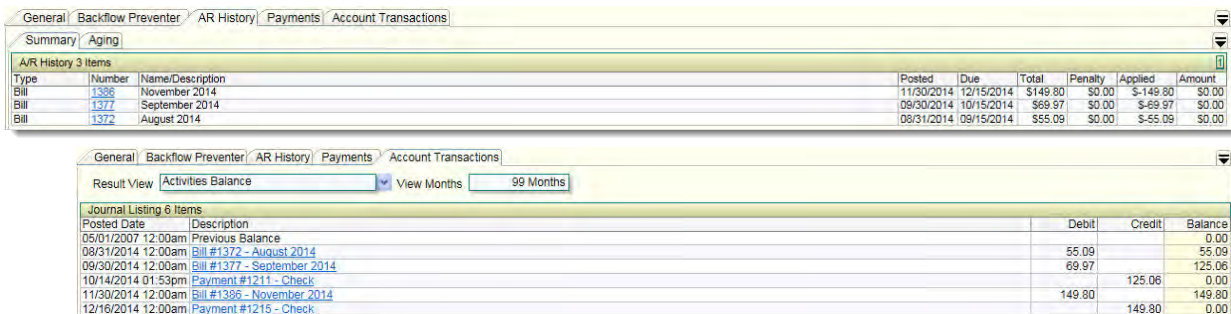 General Backflow Preventer AR History Payments Account Transactions
Summary Aging
A/R History 3 Items 1
Type Number Name/Description Posted Due Total Penalty Applied Amount
Bill 1386 November 2014 11/30/2014 12/15/2014 $149.80 $0.00 $-149.80 $0.00
Bill 1377 September 2014 09/30/2014 10/15/2014 $69.97 $0.00 $-69.97 $0.00
Bill 1372 August 2014 08/31/2014 09/15/2014 $55.09 $0.00 $-55.09 $0.00
General Backflow Preventer AR History Payments Account Transactions
Result View Activities Balance View Months 99 Months
Journal Listing 6 Items
Posted Date Description Debit Credit Balance
05/01/2007 12:00am Previous Balance 0.00
08/31/2014 12:00am Bill #1372 - August 2014 55.09 55.09
09/30/2014 12:00am Bill #1377 - September 2014 69.97 125.06
10/14/2014 01:53pm Payment #1211 - Check 125.06 0.00
11/30/2014 12:00am Bill #1386 - November 2014 149.80 149.80
12/16/2014 12:00am Payment #1215 - Check 149.80 0.00